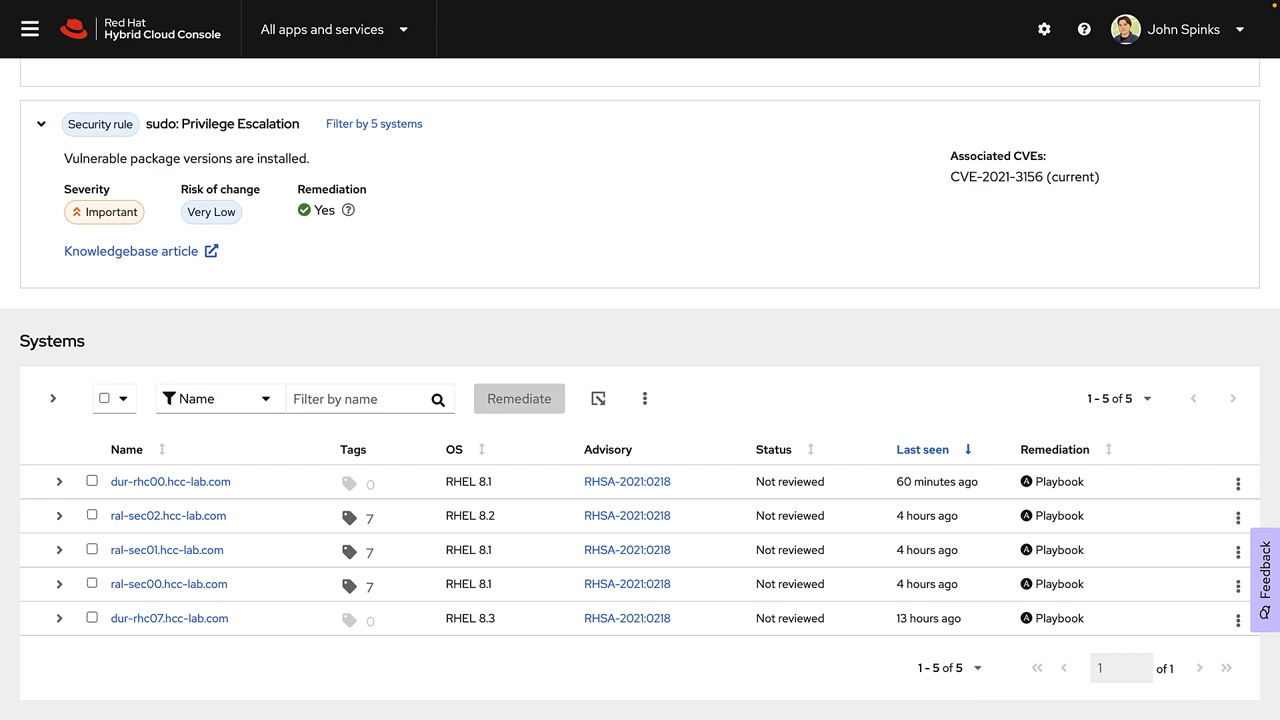 Red Hat
Hybrid Cloud Console
All apps and services
John Spinks
Security rule sudo: Privilege Escalation Filter by 5 systems
Vulnerable package versions are installed.
Associated CVEs:
CVE-2021-3156 (current)
Severity Risk of change Remediation
Important Very Low Yes
Knowledgebase article
Systems
Name Filter by name Remediate 1 - 5 of 5
Name Tags OS Advisory Status Last seen Remediation
dur-rhc00.hcc-lab.com 0 RHEL 8.1 RHSA-2021:0218 Not reviewed 60 minutes ago Playbook
ral-sec02.hcc-lab.com 7 RHEL 8.2 RHSA-2021:0218 Not reviewed 4 hours ago Playbook
ral-sec01.hcc-lab.com 7 RHEL 8.1 RHSA-2021:0218 Not reviewed 4 hours ago Playbook
ral-sec00.hcc-lab.com 7 RHEL 8.1 RHSA-2021:0218 Not reviewed 4 hours ago Playbook
dur-rhc07.hcc-lab.com 0 RHEL 8.3 RHSA-2021:0218 Not reviewed 13 hours ago Playbook
1 - 5 of 5 1 of 1
Feedback